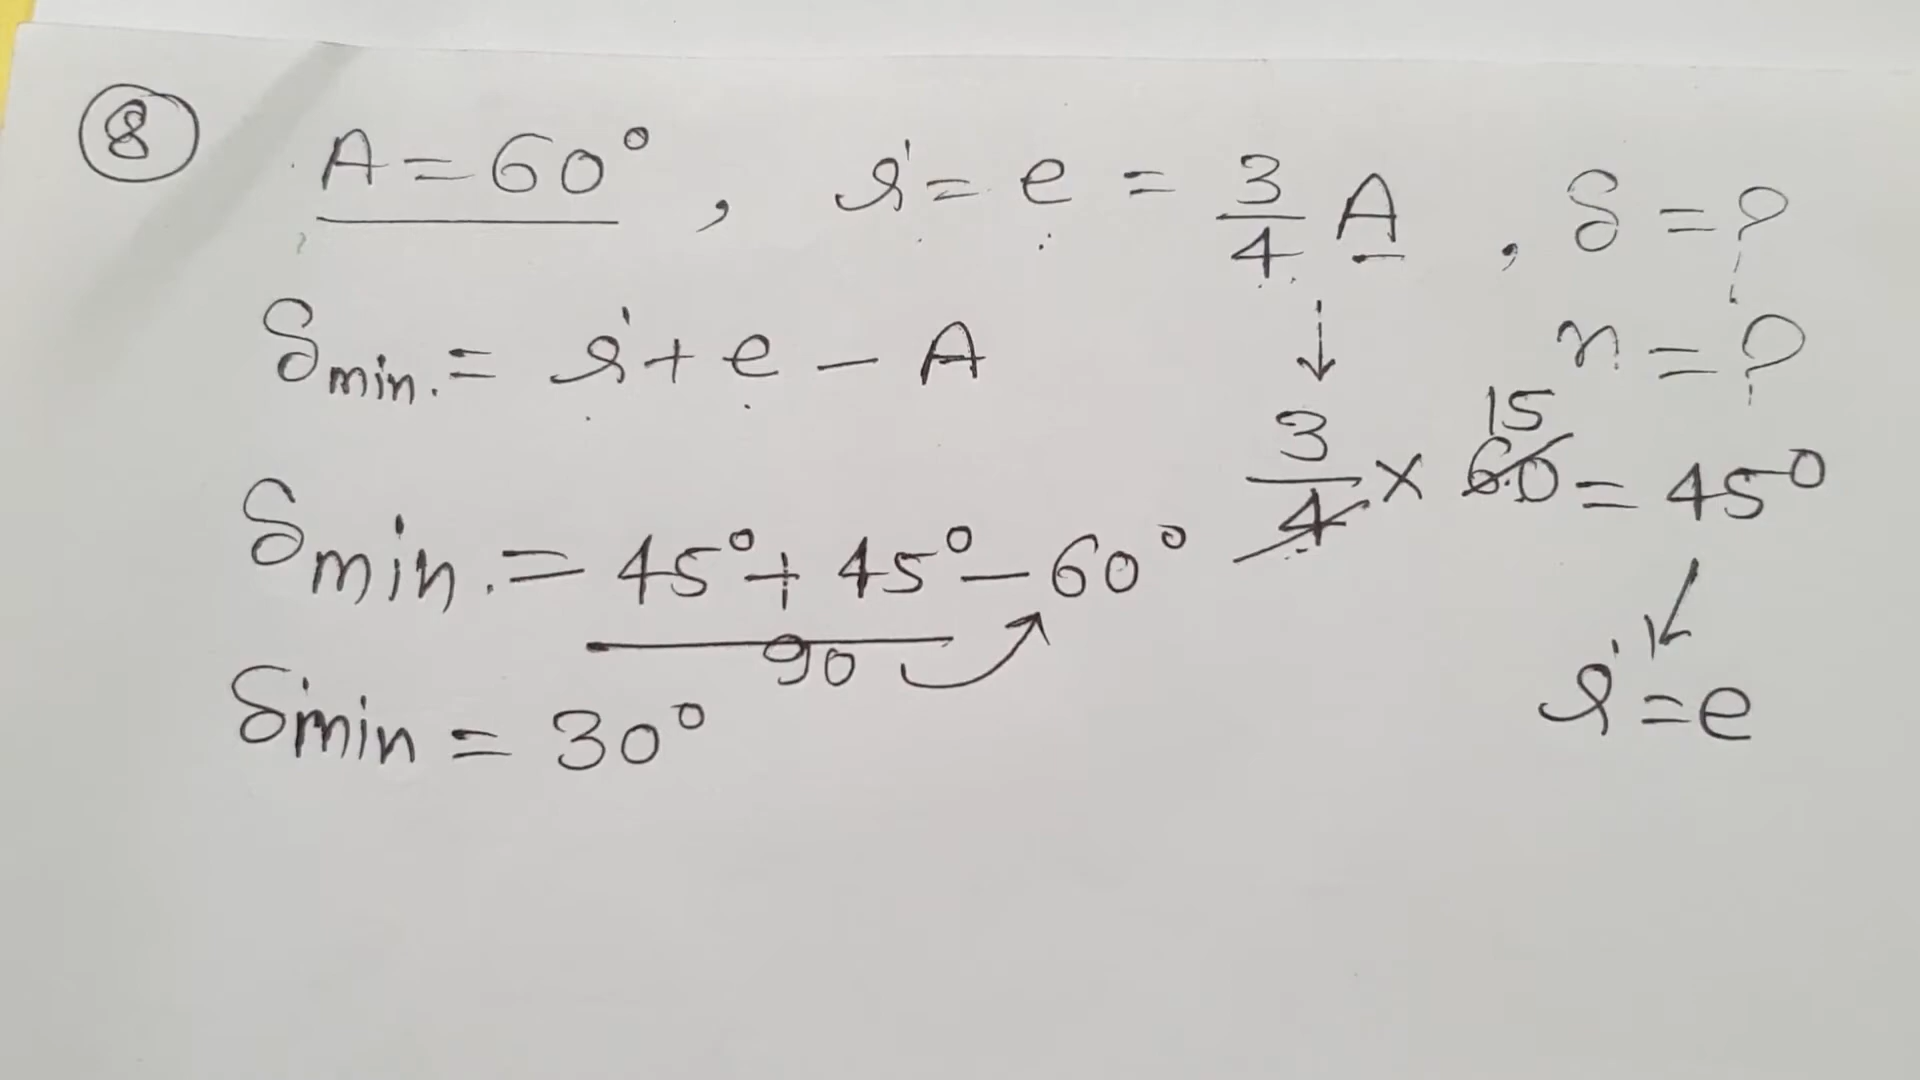 8 A = 60°, i = e = 3/4 A, δ = ?
δmin. = i + e - A
n = ?
3/4 × 60 = 45°
15
δmin. = 45° + 45° - 60°
90
i = e
δmin = 30°